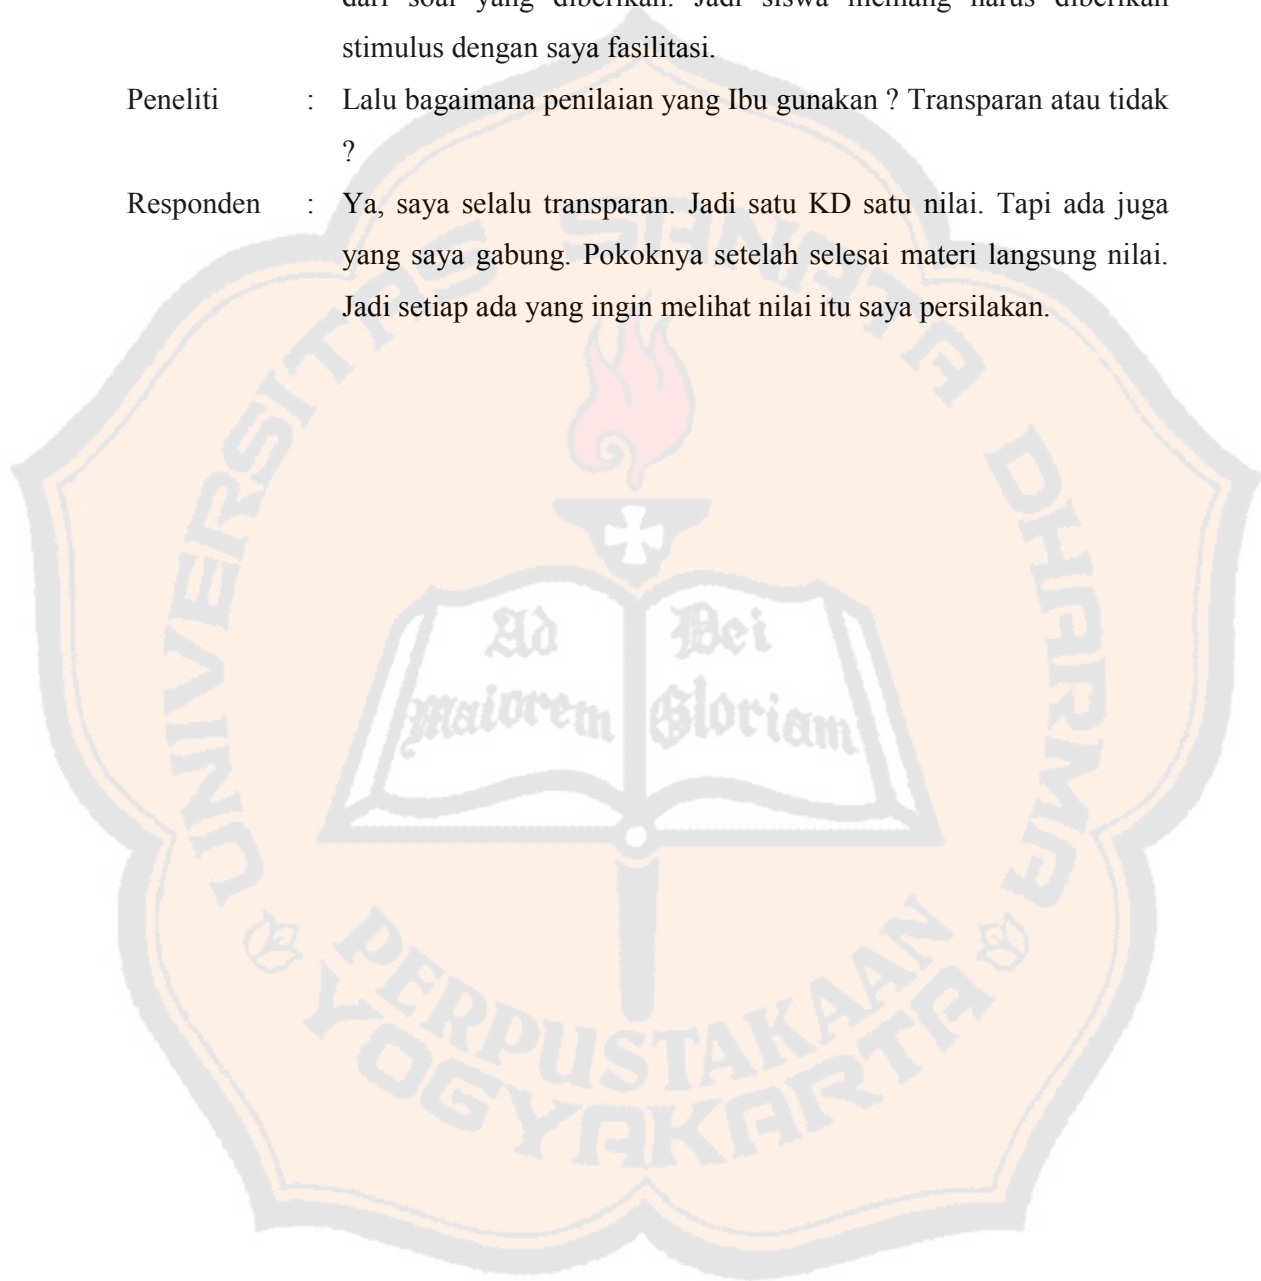 dari soal yang diberikan. Jadi siswa memang harus diberikan
stimulus dengan saya fasilitasi.
Peneliti : Lalu bagaimana penilaian yang Ibu gunakan ? Transparan atau tidak
?
Responden : Ya, saya selalu transparan. Jadi satu KD satu nilai. Tapi ada juga
yang saya gabung. Pokoknya setelah selesai materi langsung nilai.
Jadi setiap ada yang ingin melihat nilai itu saya persilakan.
UNIVERSITAS SANATA DHARMA
Ad Dei
Maiorem Gloriam
PERPUSTAKAAN
YOGYAKARTA